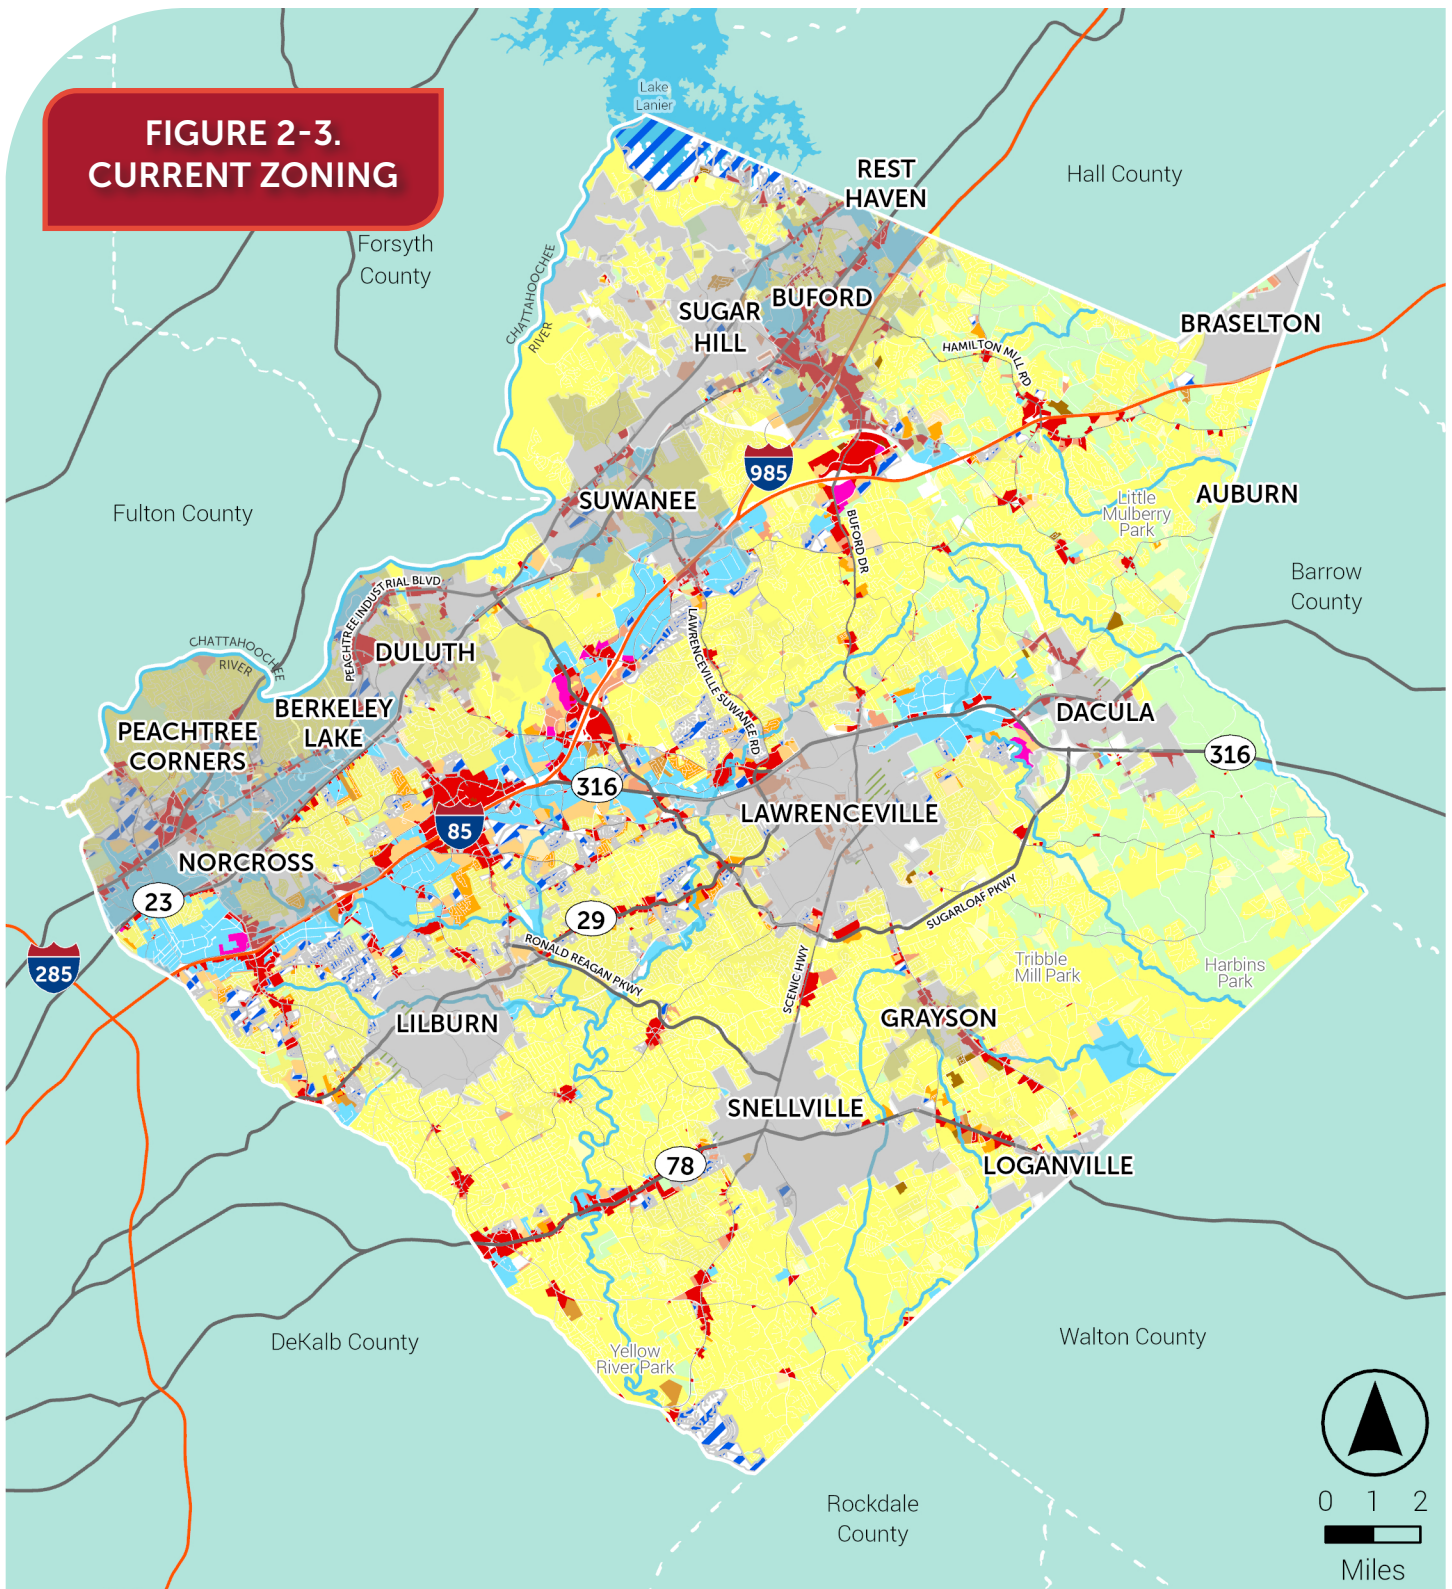 FIGURE 2-3.
CURRENT ZONING
Lake
Lanier
REST
HAVEN
Hall County
Forsyth
County
CHATTAHOOCHEE
RIVER
SUGAR
HILL
BUFORD
BRASELTON
HAMILTON MILL RD
985
SUWANEE
Little
Mulberry
Park
AUBURN
Fulton County
BUFORD DR
Barrow
County
PEACHTREE INDUSTRIAL BLVD
CHATTAHOOCHEE
RIVER
DULUTH
LAWRENCEVILLE SUWANEE RD
BERKELEY
LAKE
DACULA
PEACHTREE
CORNERS
316
316
LAWRENCEVILLE
85
NORCROSS
23
29
SUGARLOAF PKWY
RONALD REAGAN PKWY
285
SCENIC HWY
Tribble
Mill Park
Harbins
Park
LILBURN
GRAYSON
SNELLVILLE
78
LOGANVILLE
DeKalb County
Yellow
River Park
Walton County
Rockdale
County
0 1 2
Miles